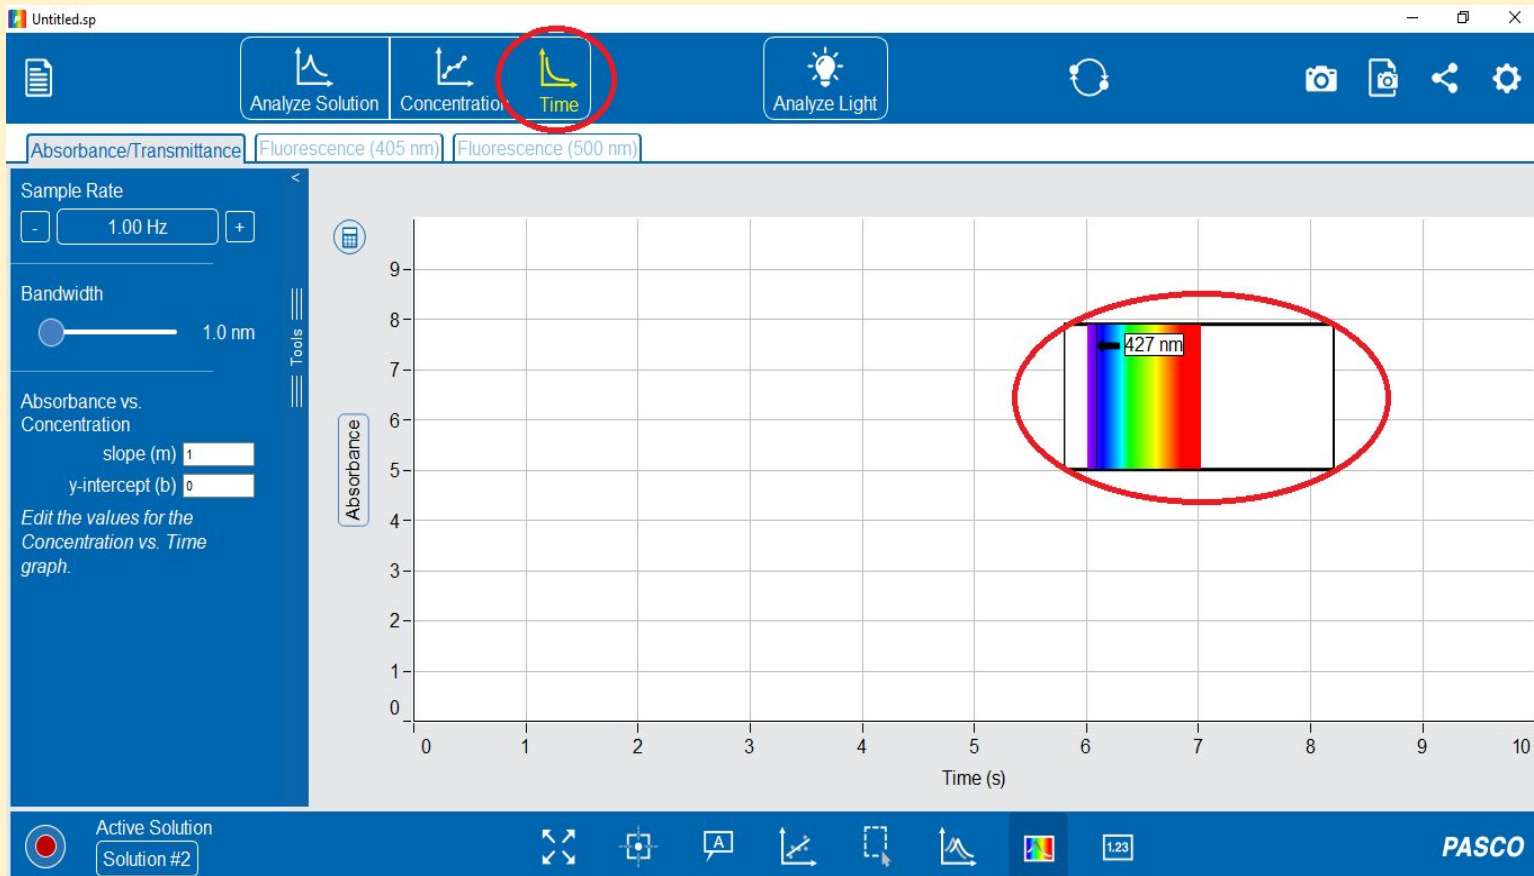 Untitled.sp
Analyze Solution
Concentration
Time
Analyze Light
Absorbance/Transmittance
Fluorescence (405 nm)
Fluorescence (500 nm)
Sample Rate
-
1.00 Hz
+
Bandwidth
1.0 nm
Absorbance vs.
Concentration
slope (m) 1
y-intercept (b) 0
Edit the values for the
Concentration vs. Time
graph.
<
Tools
Absorbance
9
8
7
6
5
4
3
2
1
0
427 nm
0 1 2 3 4 5 6 7 8 9 10
Time (s)
Active Solution
Solution #2
A
1.23
PASCO